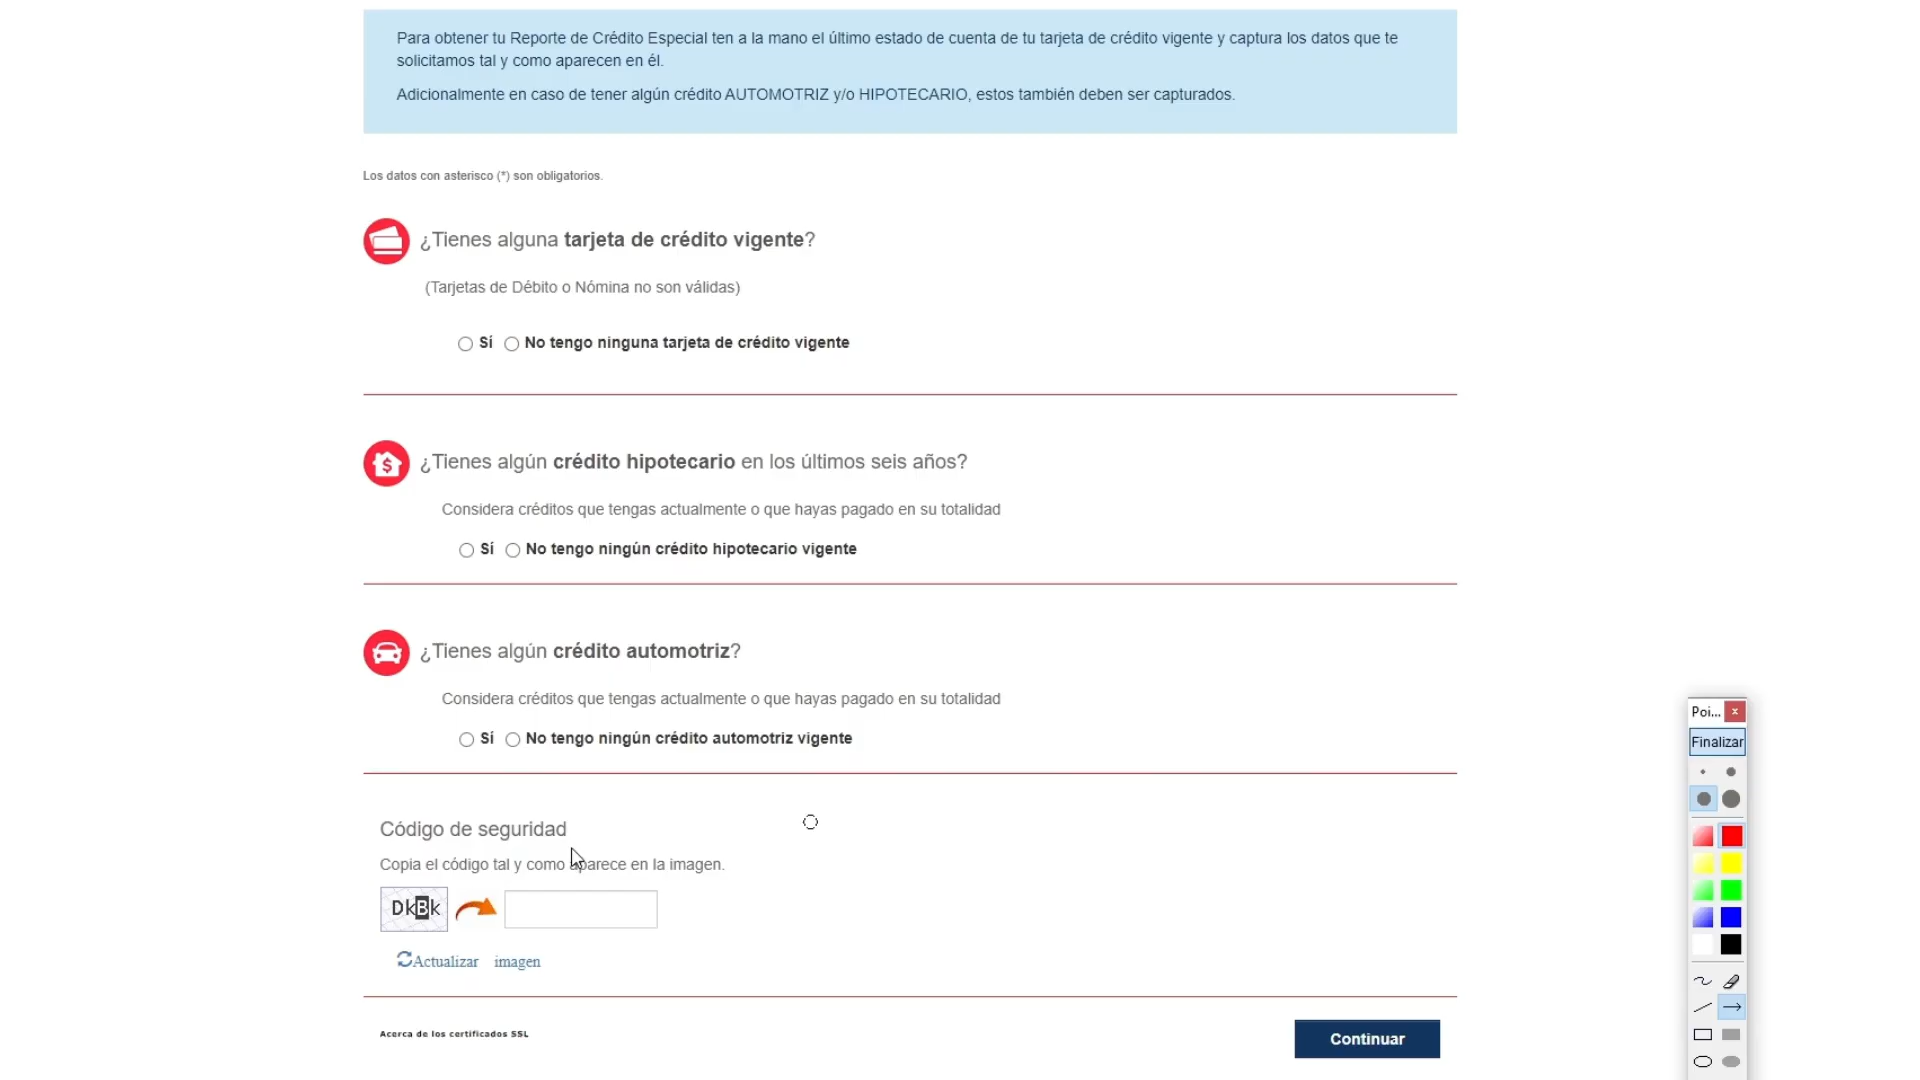 Para obtener tu Reporte de Crédito Especial ten a la mano el último estado de cuenta de tu tarjeta de crédito vigente y captura los datos que te
solicitamos tal y como aparecen en él.
Adicionalmente en caso de tener algún crédito AUTOMOTRIZ y/o HIPOTECARIO, estos también deben ser capturados.
Los datos con asterisco (*) son obligatorios.
¿Tienes alguna tarjeta de crédito vigente?
(Tarjetas de Débito o Nómina no son válidas)
Sí No tengo ninguna tarjeta de crédito vigente
¿Tienes algún crédito hipotecario en los últimos seis años?
Considera créditos que tengas actualmente o que hayas pagado en su totalidad
Sí No tengo ningún crédito hipotecario vigente
¿Tienes algún crédito automotriz?
Considera créditos que tengas actualmente o que hayas pagado en su totalidad
Sí No tengo ningún crédito automotriz vigente
Código de seguridad
Copia el código tal y como aparece en la imagen.
DkBk
Actualizar imagen
Acerca de los certificados SSL
Continuar
Poi...
Finalizar